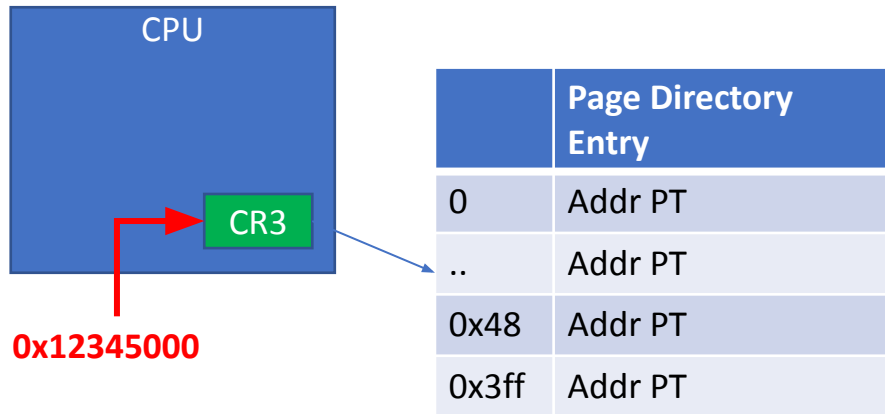 CPU
CR3
0x12345000
Page Directory
Entry
0 Addr PT
.. Addr PT
0x48 Addr PT
0x3ff Addr PT